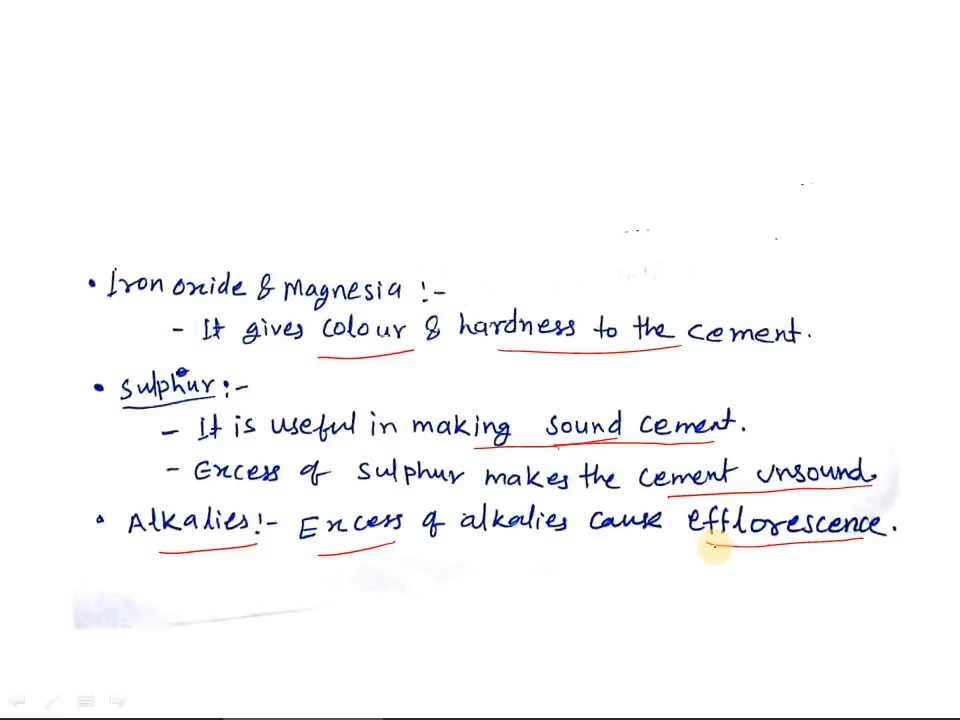 • Iron oxide & Magnesia :-
- It gives colour & hardness to the cement.
• Sulphur :-
- It is useful in making sound cement.
- Excess of sulphur makes the cement unsound.
• Alkalies :- Excess of alkalies cause efflorescence.